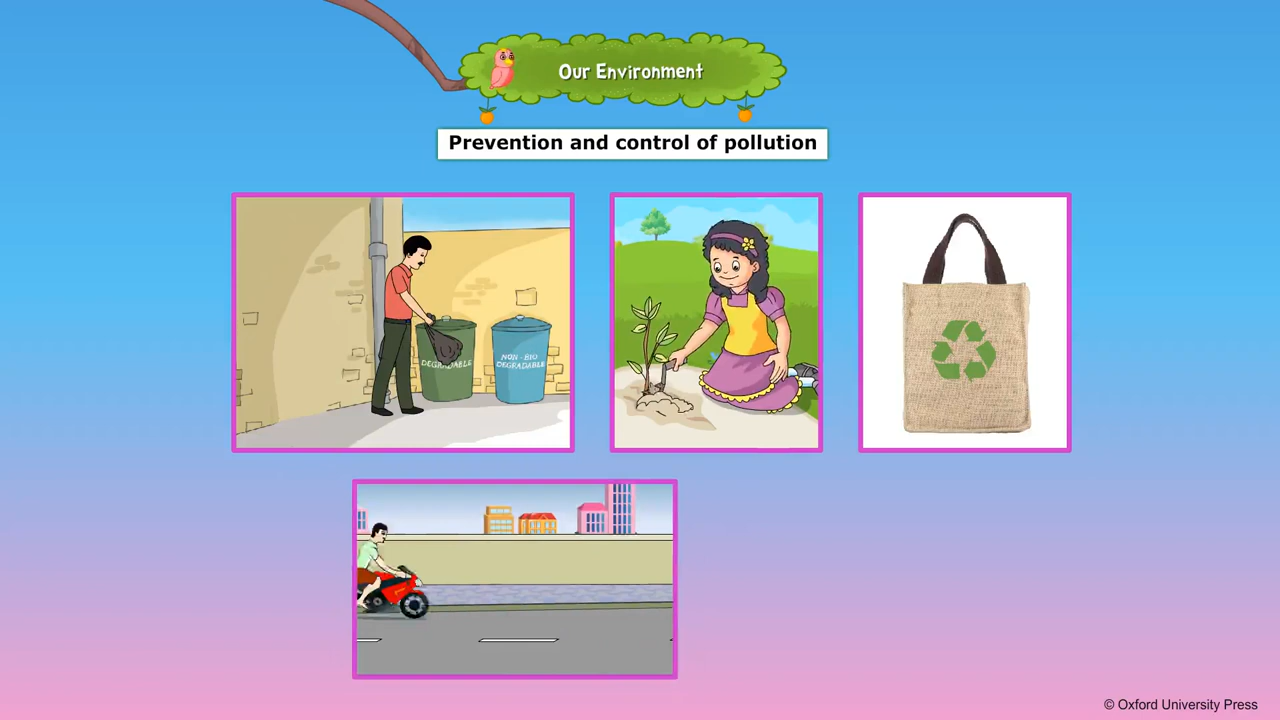 Our Environment
Prevention and control of pollution
DEGRADABLE
NON-BIO
DEGRADABLE
© Oxford University Press